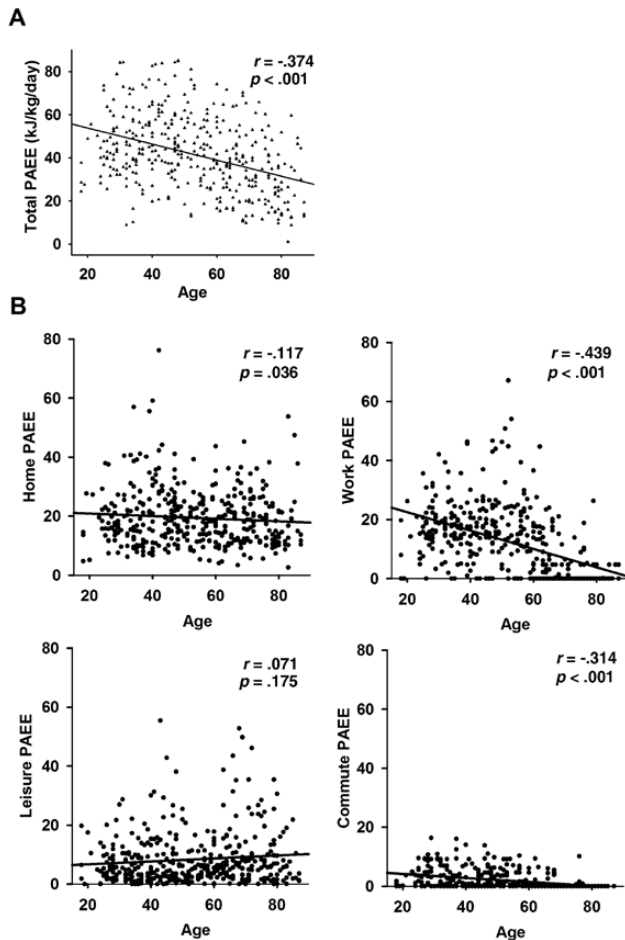 A
r = -.374
p < .001
Total PAEE (kJ/kg/day)
80
60
40
20
0
20 40 60 80
Age
B
r = -.117
p = .036
Home PAEE
80
60
40
20
0
20 40 60 80
Age
r = -.439
p < .001
Work PAEE
80
60
40
20
0
20 40 60 80
Age
r = .071
p = .175
Leisure PAEE
80
60
40
20
0
20 40 60 80
Age
r = -.314
p < .001
Commute PAEE
80
60
40
20
0
20 40 60 80
Age